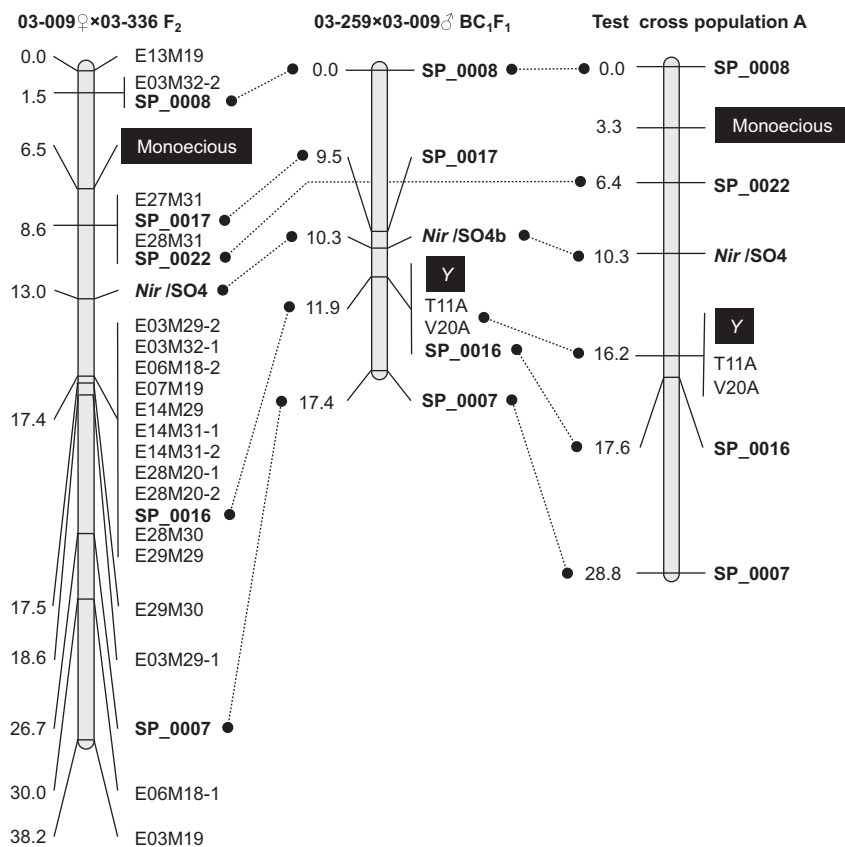 03-009♀×03-336 F2
0.0 E13M19
E03M32-2
1.5
SP_0008
6.5 Monoecious
E27M31
SP_0017
8.6
E28M31
SP_0022
13.0 Nir /SO4
E03M29-2
E03M32-1
E06M18-2
E07M19
17.4
E14M29
E14M31-1
E14M31-2
E28M20-1
E28M20-2
SP_0016
E28M30
E29M29
17.5 E29M30
18.6 E03M29-1
26.7 SP_0007
30.0 E06M18-1
38.2 E03M19
03-259×03-009♂ BC1F1
0.0 SP_0008
9.5 SP_0017
10.3 Nir /SO4b
Y
11.9 T11A
V20A
SP_0016
17.4 SP_0007
Test cross population A
0.0 SP_0008
3.3 Monoecious
6.4 SP_0022
10.3 Nir /SO4
Y
16.2 T11A
V20A
17.6 SP_0016
28.8 SP_0007